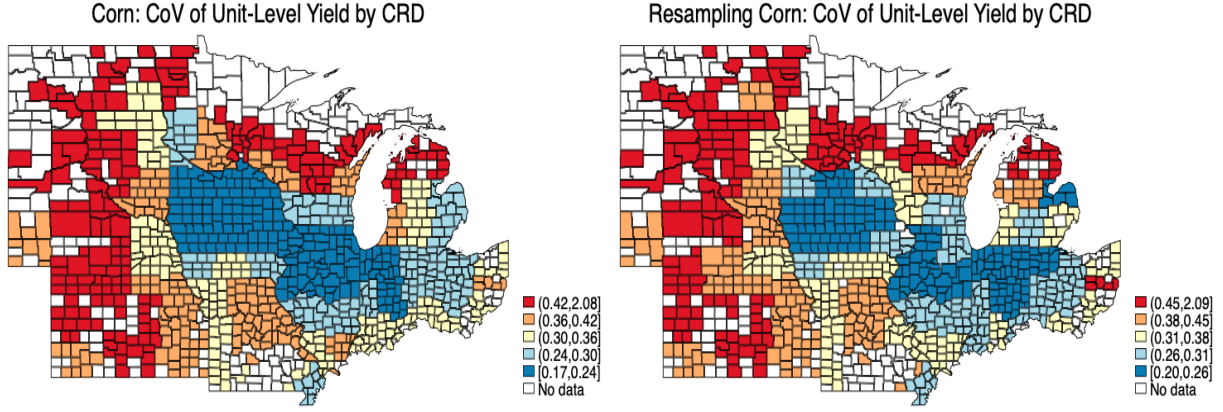 Corn: CoV of Unit-Level Yield by CRD
(0.42,2.08]
(0.36,0.42]
(0.30,0.36]
(0.24,0.30]
[0.17,0.24]
No data
Resampling Corn: CoV of Unit-Level Yield by CRD
(0.45,2.09]
(0.38,0.45]
(0.31,0.38]
(0.26,0.31]
[0.20,0.26]
No data